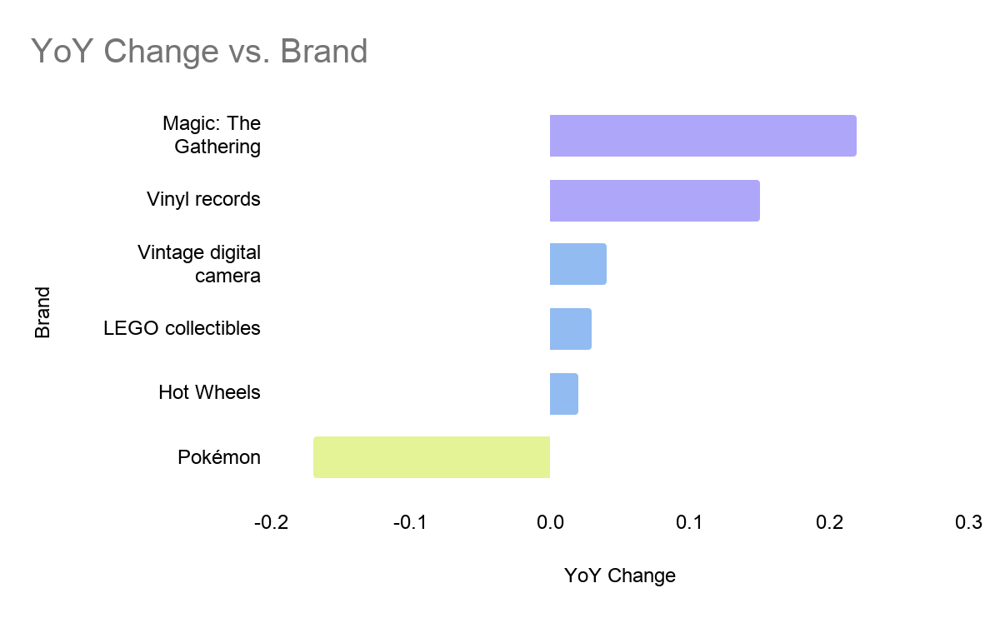 YoY Change vs. Brand
Magic: The
Gathering
Vinyl records
Vintage digital
camera
LEGO collectibles
Hot Wheels
Pokémon
Brand
-0.2
-0.1
0.0
0.1
0.2
0.3
YoY Change